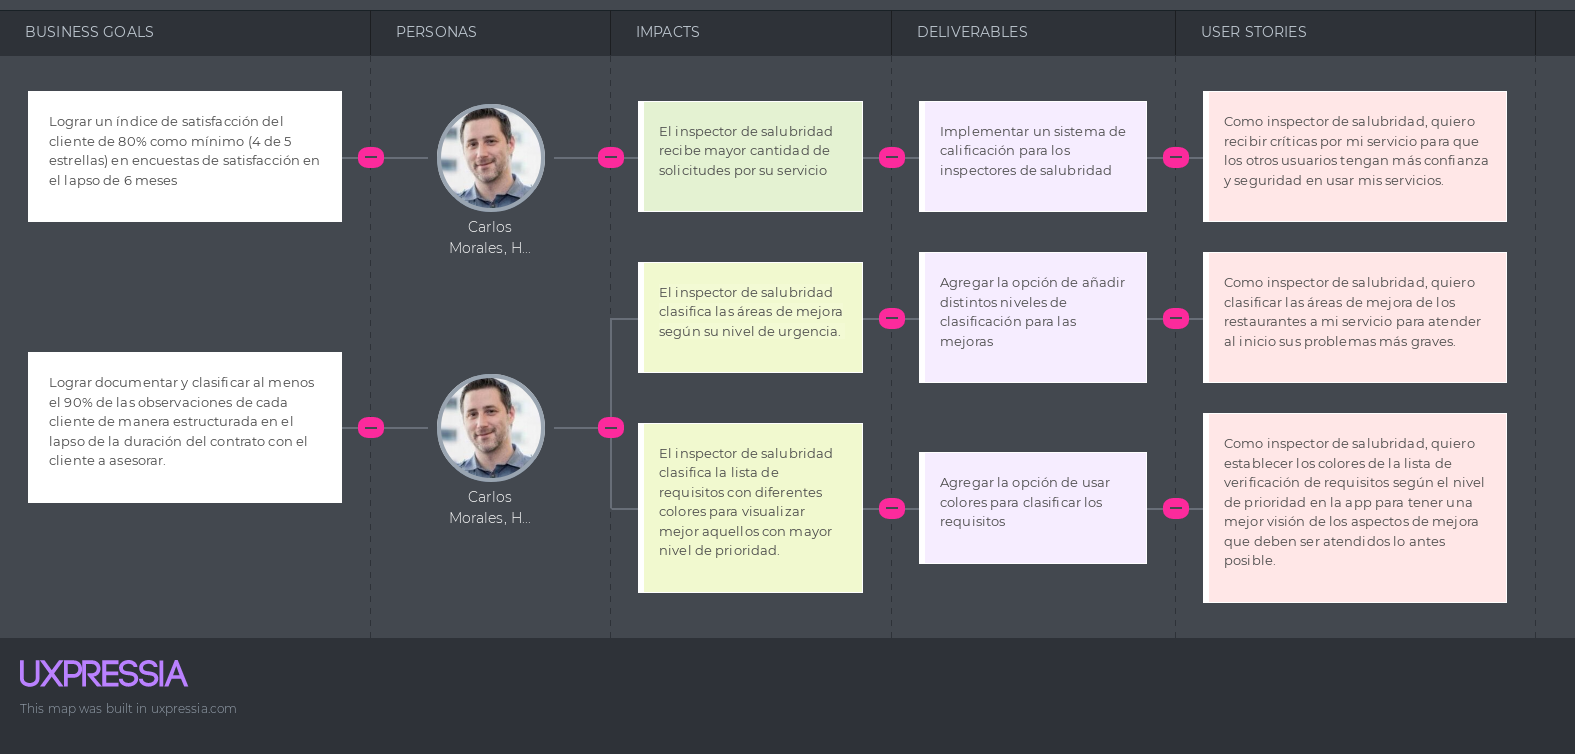 BUSINESS GOALS
PERSONAS
IMPACTS
DELIVERABLES
USER STORIES
Lograr un índice de satisfacción del
cliente de 80% como mínimo (4 de 5
estrellas) en encuestas de satisfacción en
el lapso de 6 meses
Carlos
Morales, H...
El inspector de salubridad
recibe mayor cantidad de
solicitudes por su servicio
Implementar un sistema de
calificación para los
inspectores de salubridad
Como inspector de salubridad, quiero
recibir críticas por mi servicio para que
los otros usuarios tengan más confianza
y seguridad en usar mis servicios.
Lograr documentar y clasificar al menos
el 90% de las observaciones de cada
cliente de manera estructurada en el
lapso de la duración del contrato con el
cliente a asesorar.
Carlos
Morales, H...
El inspector de salubridad
clasifica las áreas de mejora
según su nivel de urgencia.
Agregar la opción de añadir
distintos niveles de
clasificación para las
mejoras
Como inspector de salubridad, quiero
clasificar las áreas de mejora de los
restaurantes a mi servicio para atender
al inicio sus problemas más graves.
El inspector de salubridad
clasifica la lista de
requisitos con diferentes
colores para visualizar
mejor aquellos con mayor
nivel de prioridad.
Agregar la opción de usar
colores para clasificar los
requisitos
Como inspector de salubridad, quiero
establecer los colores de la lista de
verificación de requisitos según el nivel
de prioridad en la app para tener una
mejor visión de los aspectos de mejora
que deben ser atendidos lo antes
posible.
UXPRESSIA
This map was built in uxpressia.com